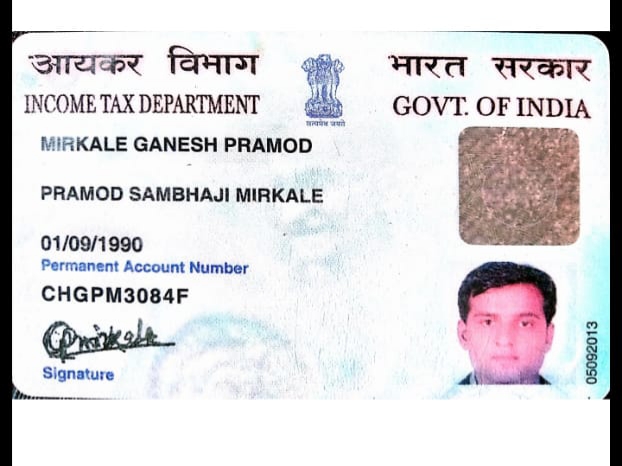 आयकर विभाग
INCOME TAX DEPARTMENT
सत्यमेव जयते
भारत सरकार
GOVT. OF INDIA
MIRKALE GANESH PRAMOD
PRAMOD SAMBHAJI MIRKALE
01/09/1990
Permanent Account Number
CHGPM3084F
GPmirkale
Signature
05092013